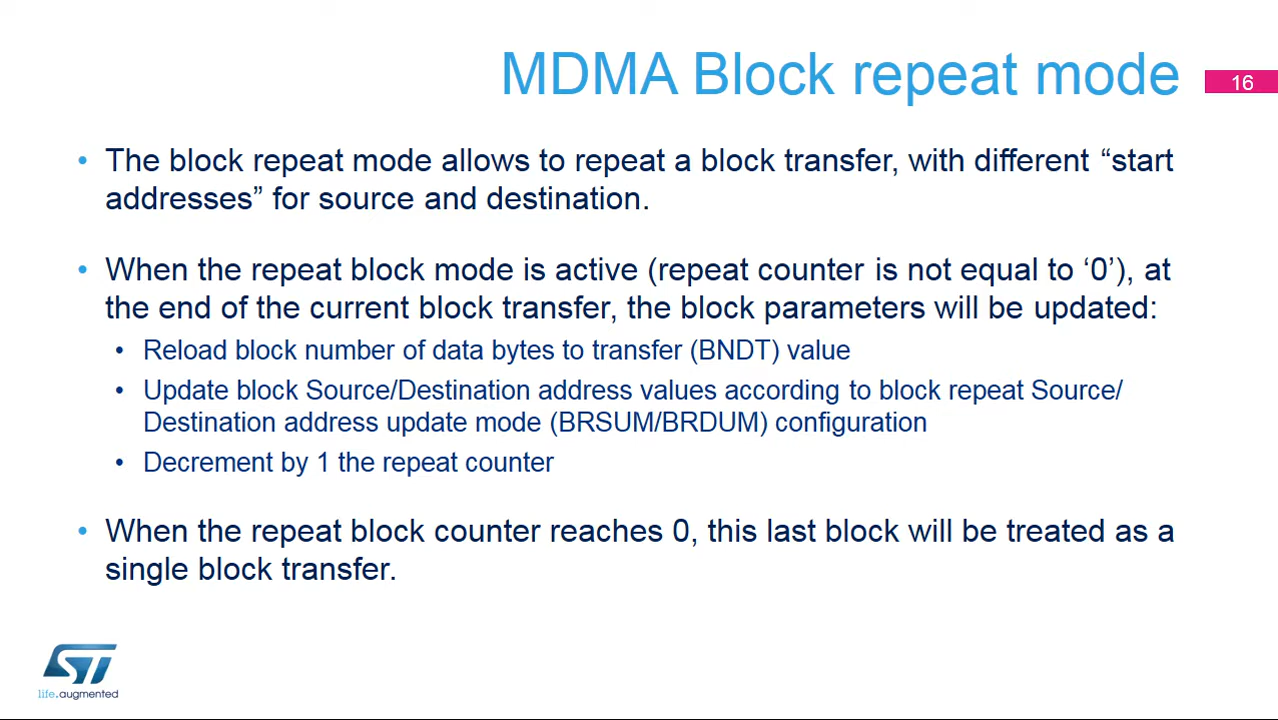 MDMA Block repeat mode
16
• The block repeat mode allows to repeat a block transfer, with different “start
addresses” for source and destination.
• When the repeat block mode is active (repeat counter is not equal to ‘0’), at
the end of the current block transfer, the block parameters will be updated:
• Reload block number of data bytes to transfer (BNDT) value
• Update block Source/Destination address values according to block repeat Source/
Destination address update mode (BRSUM/BRDUM) configuration
• Decrement by 1 the repeat counter
• When the repeat block counter reaches 0, this last block will be treated as a
single block transfer.
ST
life.augmented